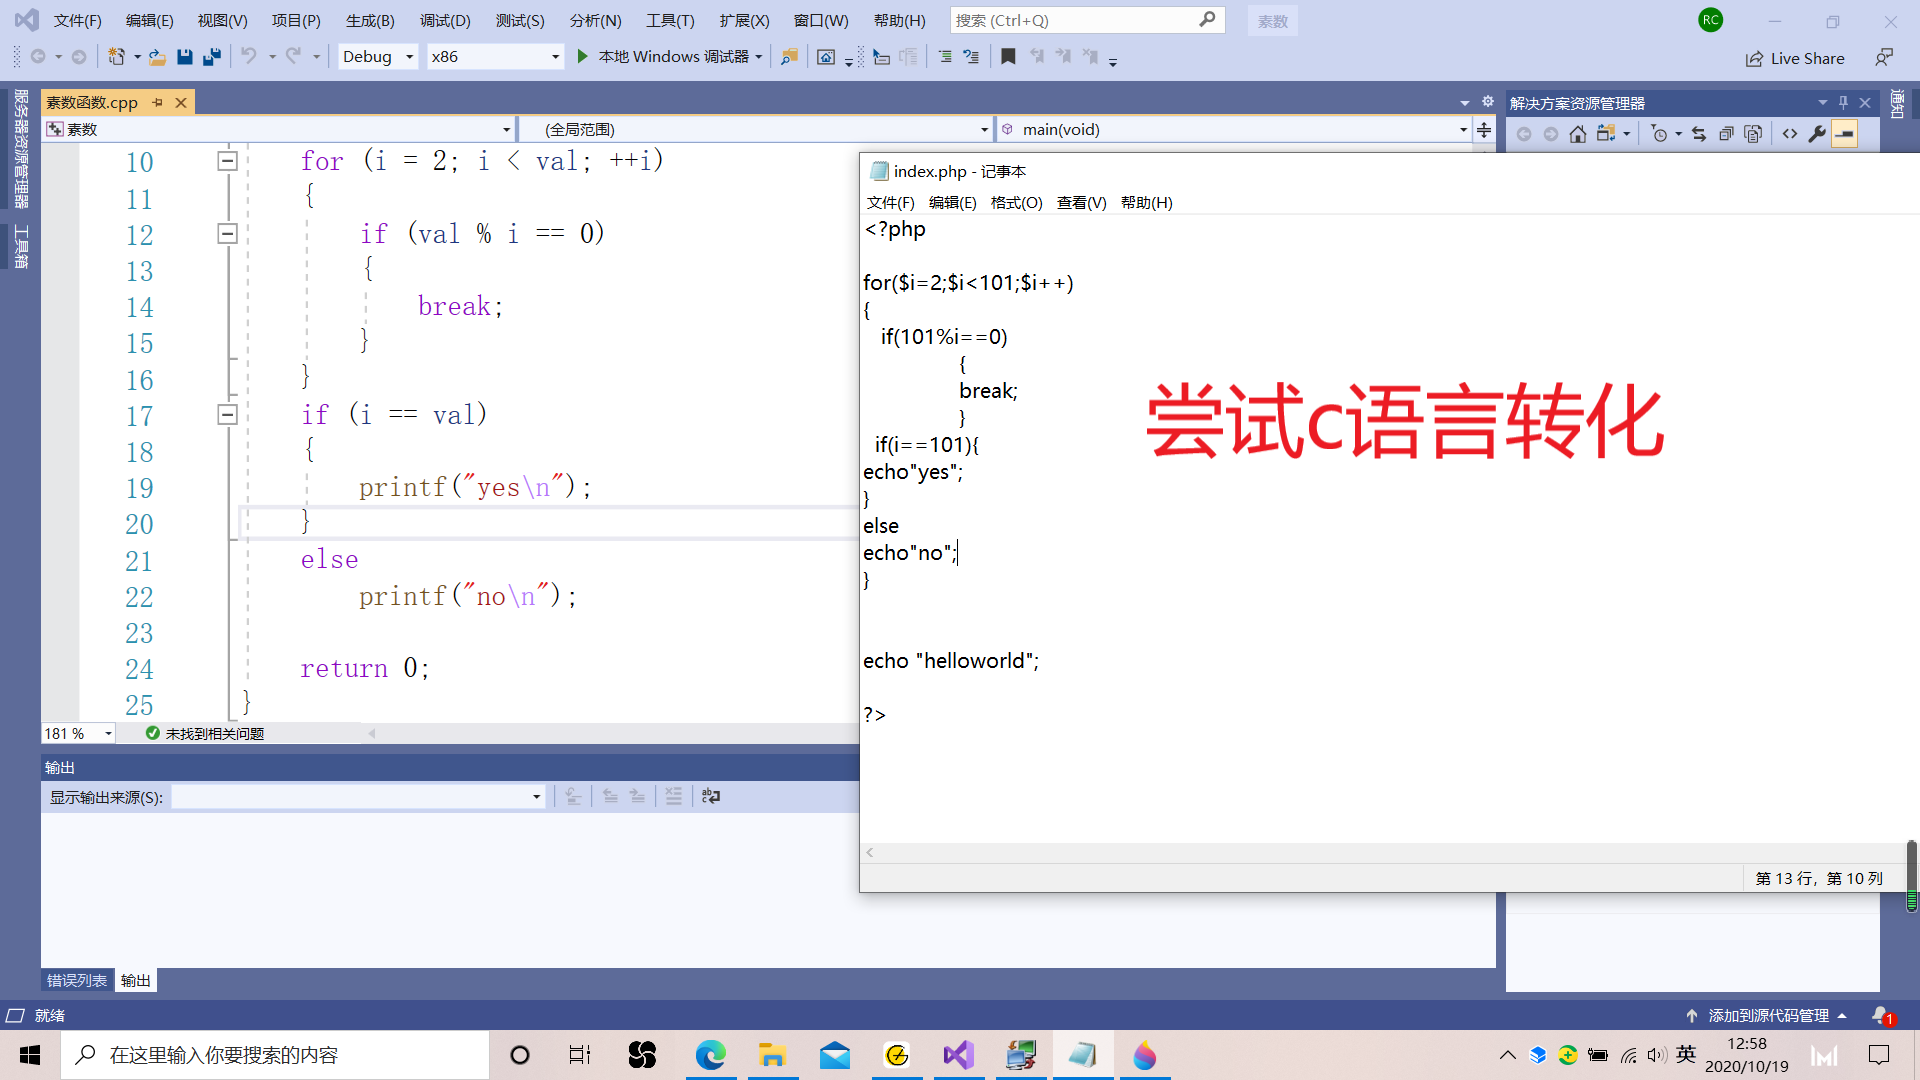 文件(F) 编辑(E) 视图(V) 项目(P) 生成(B) 调试(D) 测试(S) 分析(N) 工具(T) 扩展(X) 窗口(W) 帮助(H) 搜索 (Ctrl+Q) 素数 RC
Debug x86 本地 Windows 调试器 Live Share
服务器资源管理器
工具箱
素数函数.cpp
素数 (全局范围) main(void)
10 for (i = 2; i < val; ++i)
11 {
12 if (val % i == 0)
13 {
14 break;
15 }
16 }
17 if (i == val)
18 {
19 printf("yes\n");
20 }
21 else
22 printf("no\n");
23
24 return 0;
25 }
181 % 未找到相关问题
输出
显示输出来源(S):
错误列表 输出
解决方案资源管理器
通知
index.php - 记事本
文件(F) 编辑(E) 格式(O) 查看(V) 帮助(H)
<?php
for($i=2;$i<101;$i++)
{
if(101%i==0)
{
break;
}
if(i==101){
echo"yes";
}
else
echo"no";
}
echo "helloworld";
?>
尝试c语言转化
第 13 行，第 10 列
就绪 添加到源代码管理 1
在这里输入你要搜索的内容
英
12:58
2020/10/19